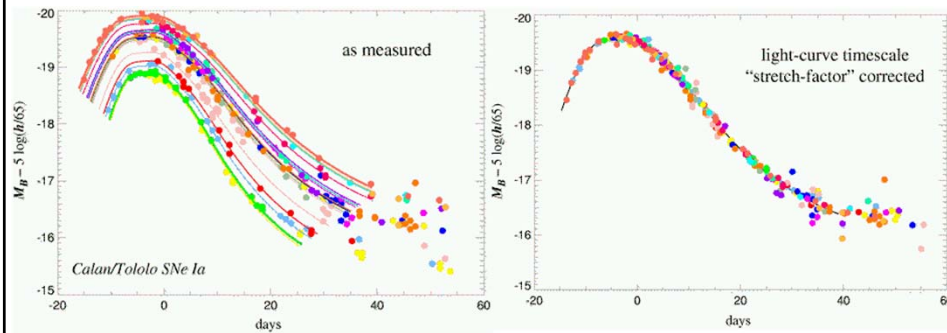 -20
-19
-18
-17
-16
-15
M_B – 5 log(h/65)
as measured
Calan/Tololo SNe Ia
-20 0 20 40 60
days
-20
-19
-18
-17
-16
-15
M_B – 5 log(h/65)
light-curve timescale
“stretch-factor” corrected
-20 0 20 40 60
days